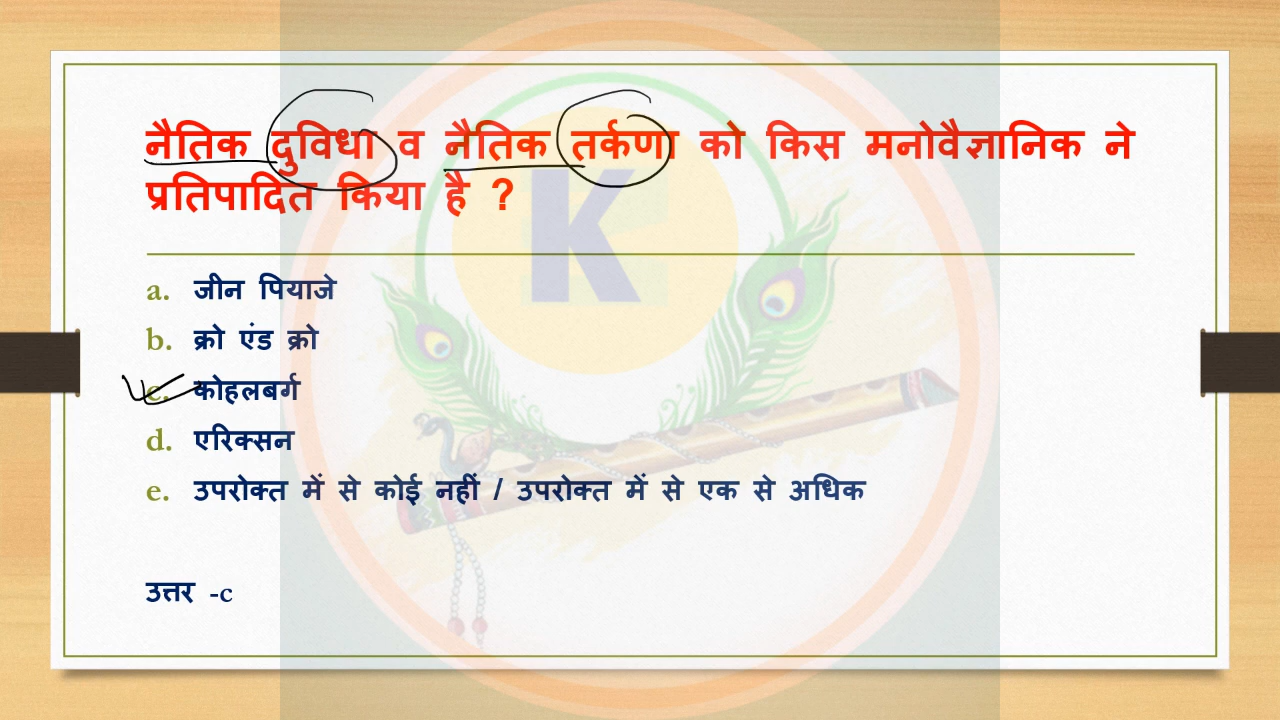 नैतिक दुविधा व नैतिक तर्कणा को किस मनोवैज्ञानिक ने
प्रतिपादित किया है ?
K
a. जीन पियाजे
b. क्रो एंड क्रो
c. कोहलबर्ग
d. एरिक्सन
e. उपरोक्त में से कोई नहीं / उपरोक्त में से एक से अधिक
उत्तर -c